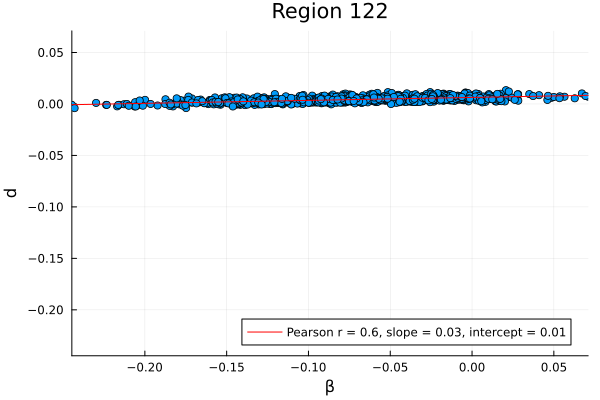 Region 122
0.05
0.00
−0.05
−0.10
−0.15
−0.20
d
Pearson r = 0.6, slope = 0.03, intercept = 0.01
−0.20 −0.15 −0.10 −0.05 0.00 0.05
β